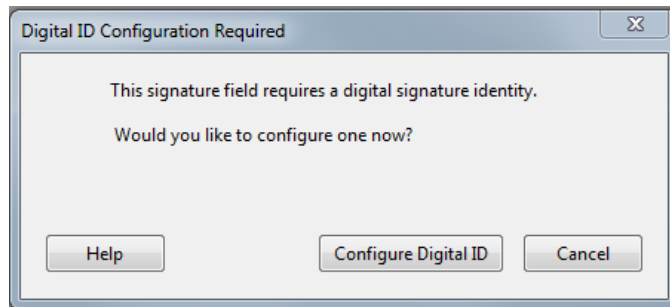 Digital ID Configuration Required
This signature field requires a digital signature identity.
Would you like to configure one now?
Help
Configure Digital ID
Cancel